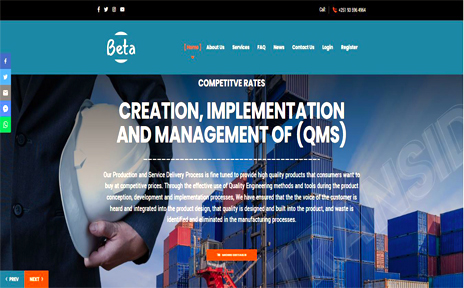 Call +251 93 596 4964
Beta
[ Home ] About Us Services FAQ News Contact Us Login Register
COMPETITVE RATES
CREATION, IMPLEMENTATION
AND MANAGEMENT OF (QMS)
Our Production and Service Delivery Process is fine tuned to provide high quality products that consumers want to
buy at competitive prices. Through the effective use of Quality Engineering methods and tools during the product
conception, development and implementation processes, We have ensured that the the voice of the customer is
heard and integrated into the product design, that quality is designed and built into the product, and waste is
identified and eliminated in the manufacturing processes.
PREV NEXT